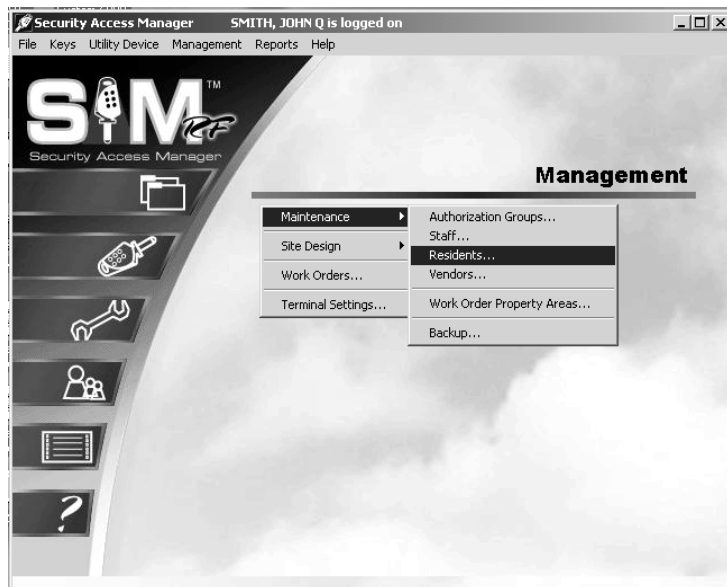 Security Access Manager SMITH, JOHN Q is logged on
File Keys Utility Device Management Reports Help
SAM TM
RF
Security Access Manager
Management
Maintenance
Site Design
Work Orders...
Terminal Settings...
Authorization Groups...
Staff...
Residents...
Vendors...
Work Order Property Areas...
Backup...
?